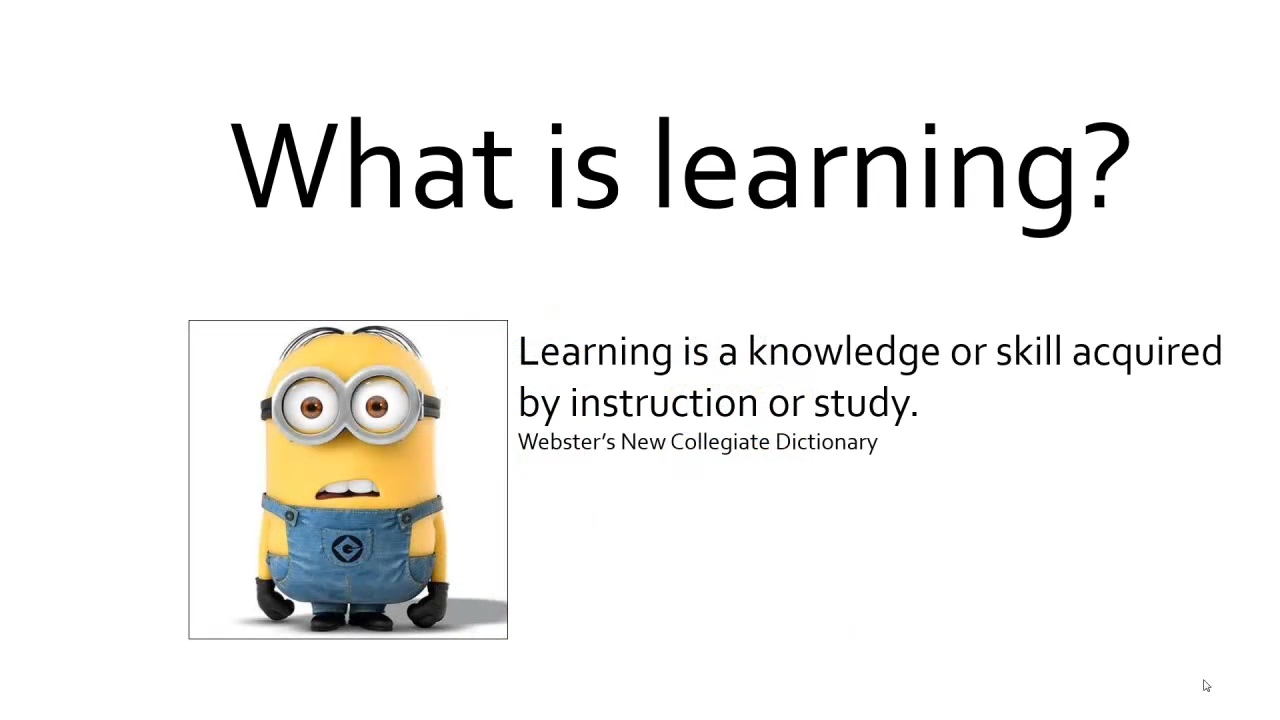 What is learning?
Learning is a knowledge or skill acquired
by instruction or study.
Webster’s New Collegiate Dictionary